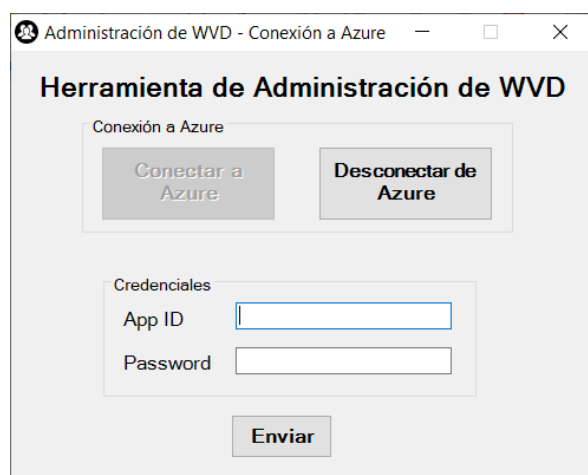 Administración de WVD - Conexión a Azure
Herramienta de Administración de WVD
Conexión a Azure
Conectar a
Azure
Desconectar de
Azure
Credenciales
App ID
Password
Enviar